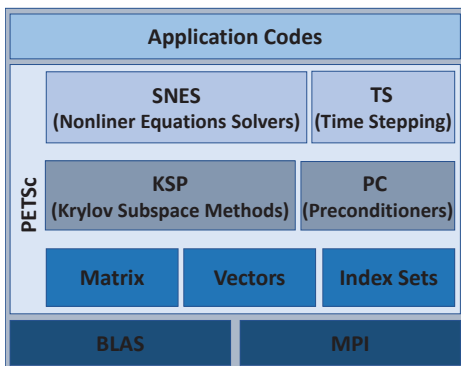 Application Codes
PETSc
SNES
(Nonliner Equations Solvers)
TS
(Time Stepping)
KSP
(Krylov Subspace Methods)
PC
(Preconditioners)
Matrix
Vectors
Index Sets
BLAS
MPI